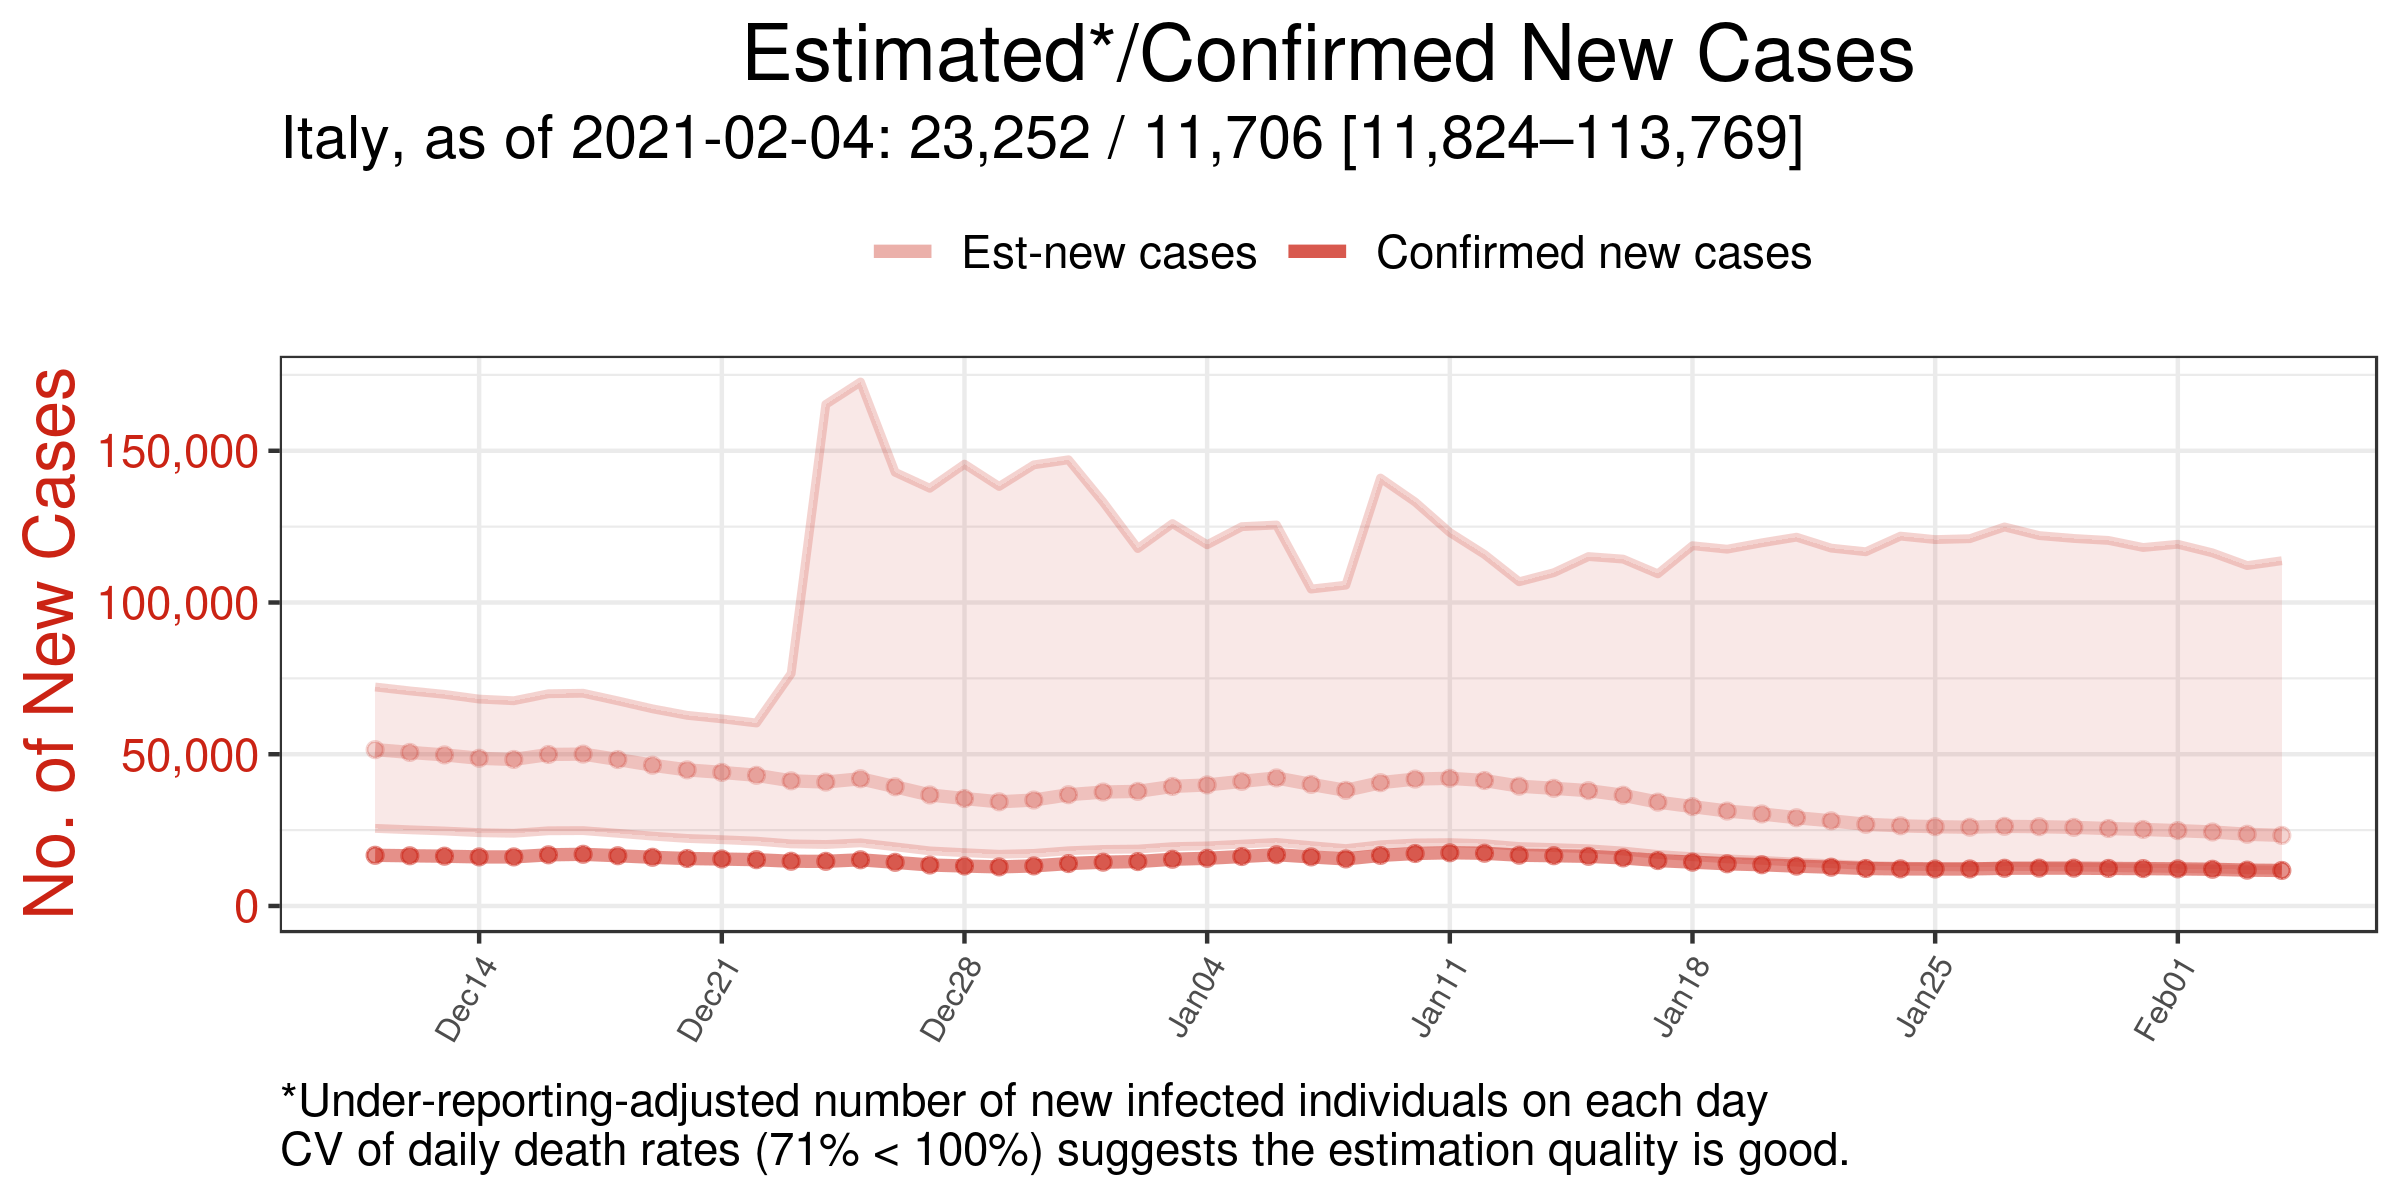 Estimated*/Confirmed New Cases
Italy, as of 2021-02-04: 23,252 / 11,706 [11,824–113,769]
Est-new cases
Confirmed new cases
No. of New Cases
150,000
100,000
50,000
0
Dec14
Dec21
Dec28
Jan04
Jan11
Jan18
Jan25
Feb01
*Under-reporting-adjusted number of new infected individuals on each day
CV of daily death rates (71% < 100%) suggests the estimation quality is good.